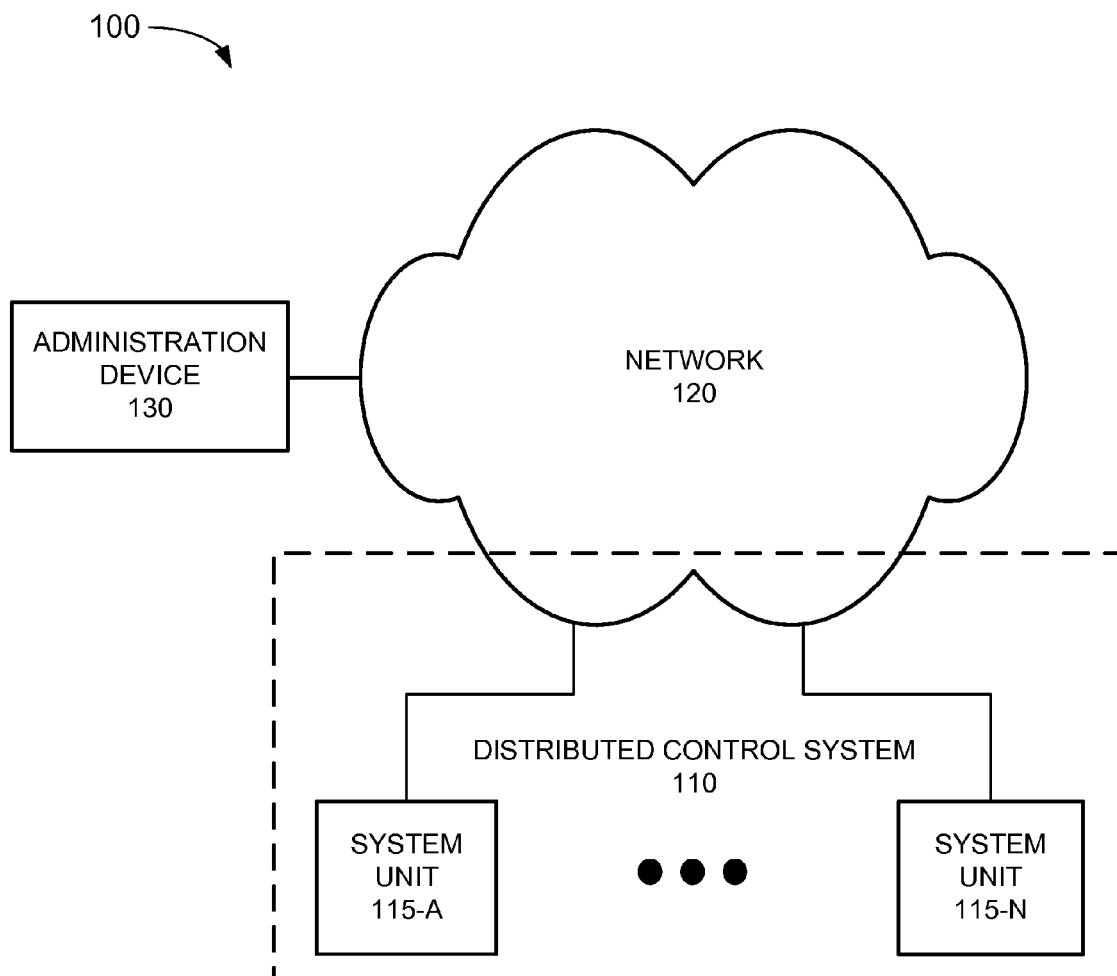 100
ADMINISTRATION
DEVICE
130
NETWORK
120
DISTRIBUTED CONTROL SYSTEM
110
SYSTEM
UNIT
115-A
SYSTEM
UNIT
115-N